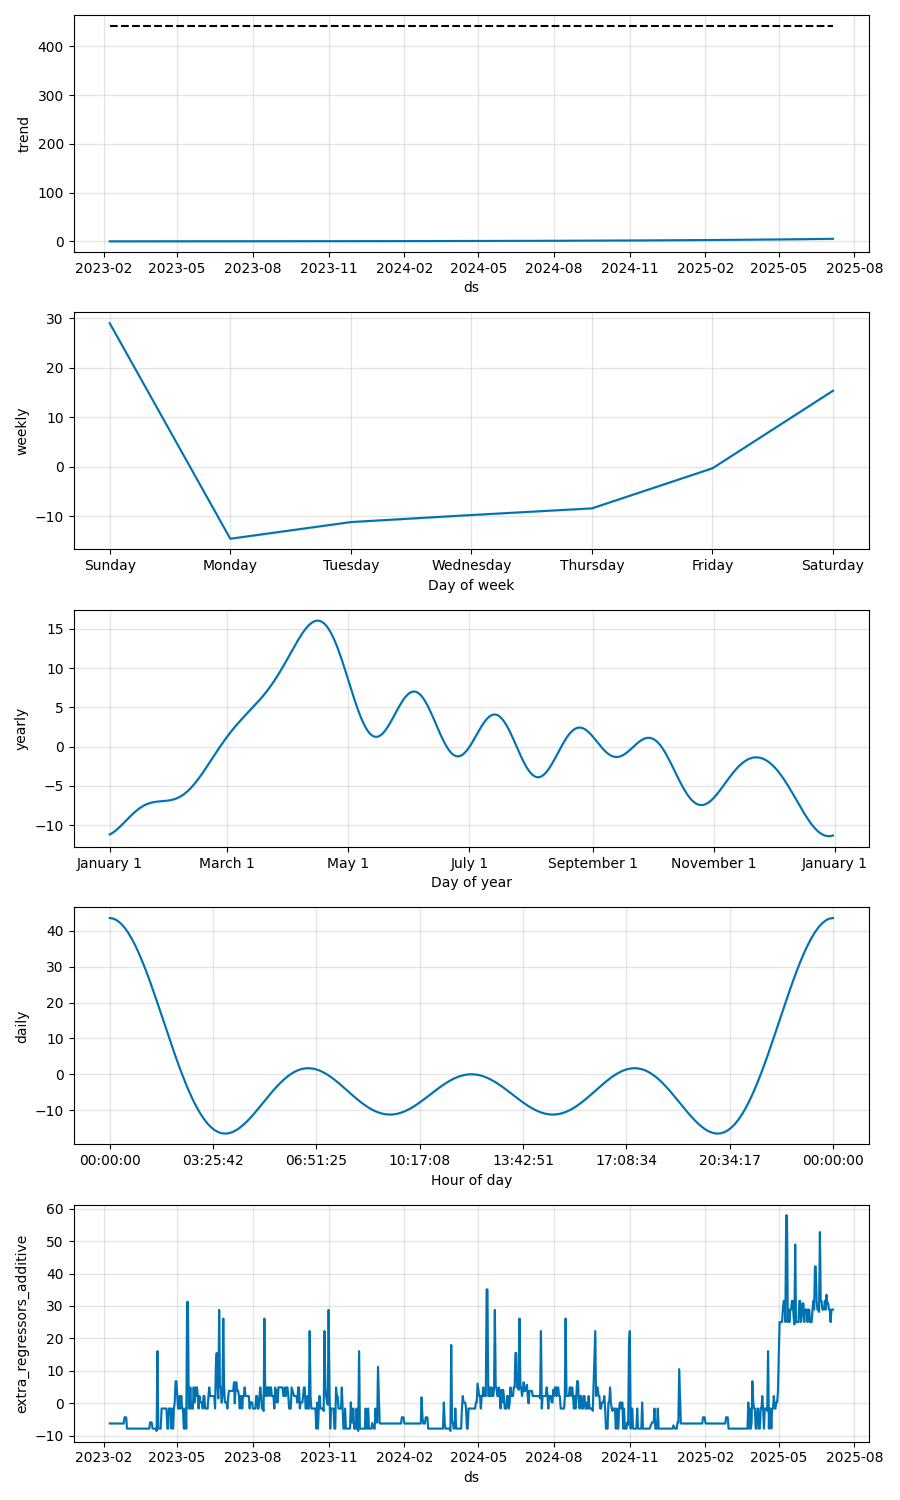 400
300
200
100
0
trend
2023-02 2023-05 2023-08 2023-11 2024-02 2024-05 2024-08 2024-11 2025-02 2025-05 2025-08
ds
30
20
10
0
−10
weekly
Sunday Monday Tuesday Wednesday Thursday Friday Saturday
Day of week
15
10
5
0
−5
−10
yearly
January 1 March 1 May 1 July 1 September 1 November 1 January 1
Day of year
40
30
20
10
0
−10
daily
00:00:00 03:25:42 06:51:25 10:17:08 13:42:51 17:08:34 20:34:17 00:00:00
Hour of day
60
50
40
30
20
10
0
−10
extra_regressors_additive
2023-02 2023-05 2023-08 2023-11 2024-02 2024-05 2024-08 2024-11 2025-02 2025-05 2025-08
ds